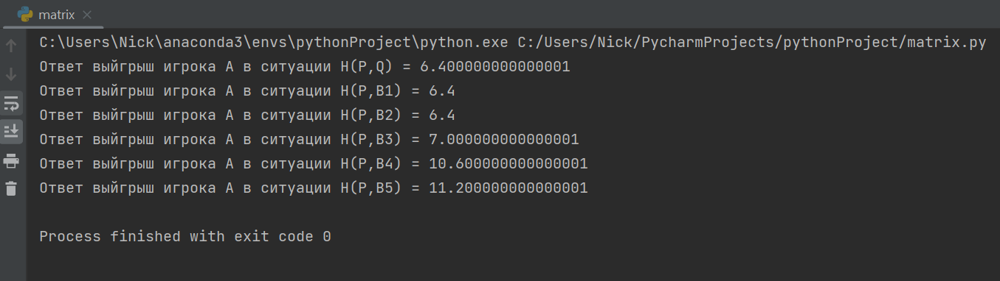 matrix
C:\Users\Nick\anaconda3\envs\pythonProject\python.exe C:/Users/Nick/PycharmProjects/pythonProject/matrix.py
Ответ выйгрыш игрока А в ситуации H(P,Q) = 6.400000000000001
Ответ выйгрыш игрока А в ситуации H(P,B1) = 6.4
Ответ выйгрыш игрока А в ситуации H(P,B2) = 6.4
Ответ выйгрыш игрока А в ситуации H(P,B3) = 7.000000000000001
Ответ выйгрыш игрока А в ситуации H(P,B4) = 10.600000000000001
Ответ выйгрыш игрока А в ситуации H(P,B5) = 11.200000000000001
Process finished with exit code 0